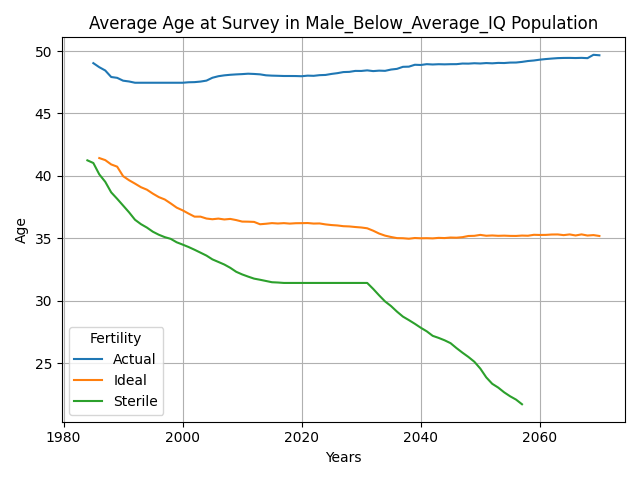 Average Age at Survey in Male_Below_Average_IQ Population
50
45
40
35
30
25
Age
Fertility
Actual
Ideal
Sterile
1980
2000
2020
2040
2060
Years